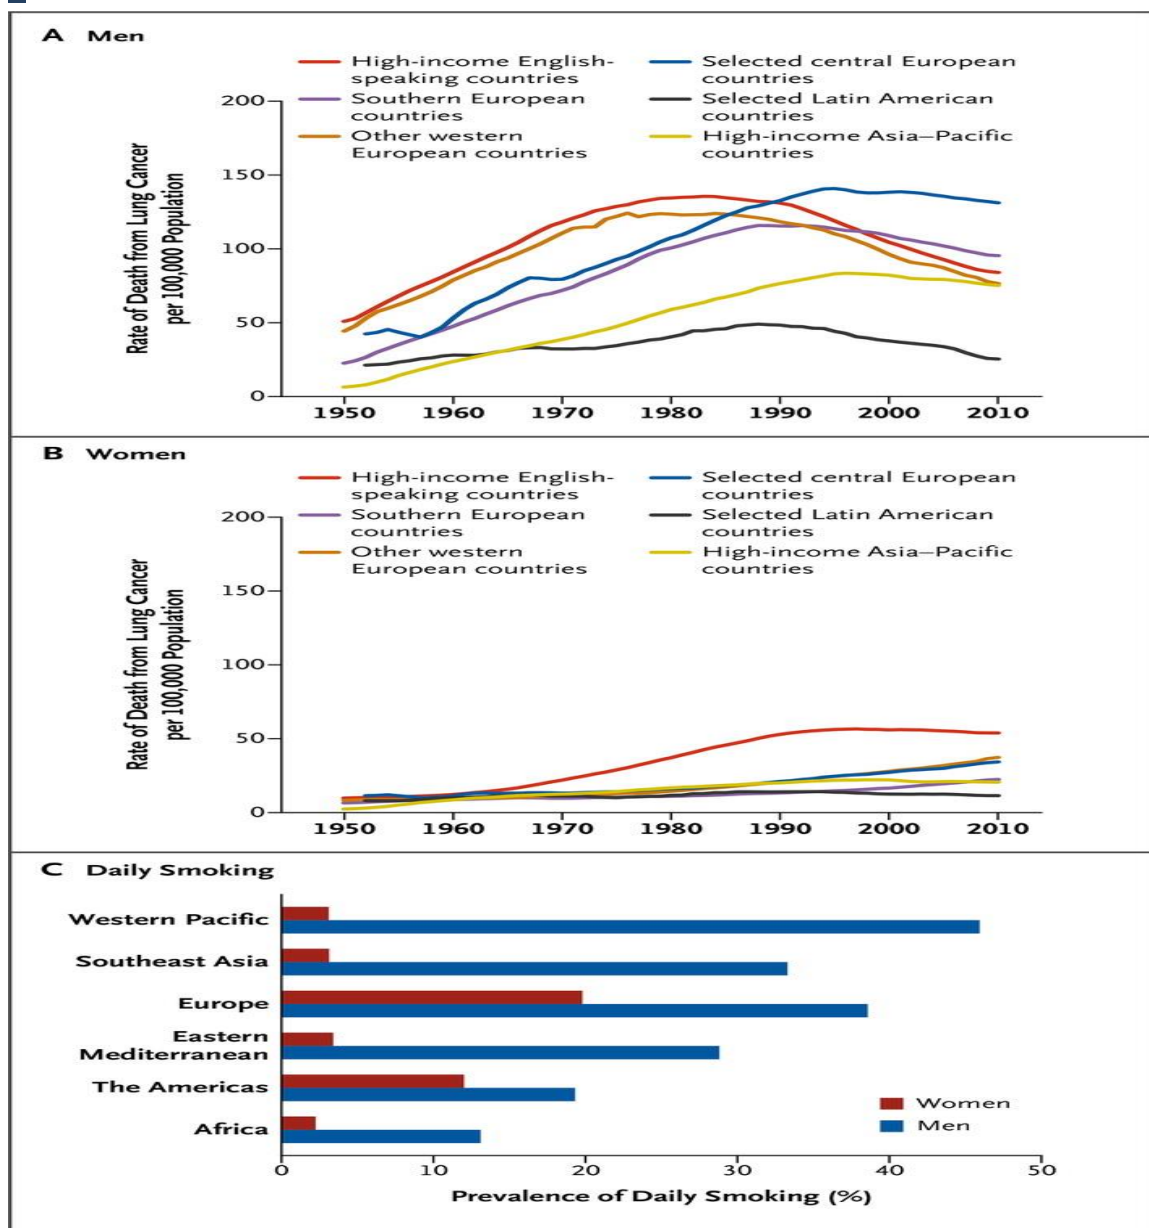 A Men
High-income English-
speaking countries
Southern European
countries
Other western
European countries
Selected central European
countries
Selected Latin American
countries
High-income Asia–Pacific
countries
Rate of Death from Lung Cancer
per 100,000 Population
200
150
100
50
0
1950 1960 1970 1980 1990 2000 2010
B Women
High-income English-
speaking countries
Southern European
countries
Other western
European countries
Selected central European
countries
Selected Latin American
countries
High-income Asia–Pacific
countries
Rate of Death from Lung Cancer
per 100,000 Population
200
150
100
50
0
1950 1960 1970 1980 1990 2000 2010
C Daily Smoking
Western Pacific
Southeast Asia
Europe
Eastern
Mediterranean
The Americas
Africa
Women
Men
0 10 20 30 40 50
Prevalence of Daily Smoking (%)